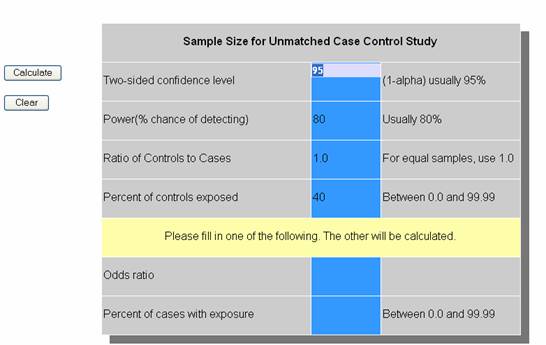 Sample Size for Unmatched Case Control Study
Calculate
Two-sided confidence level 95 (1-alpha) usually 95%
Clear
Power(% chance of detecting) 80 Usually 80%
Ratio of Controls to Cases 1.0 For equal samples, use 1.0
Percent of controls exposed 40 Between 0.0 and 99.99
Please fill in one of the following. The other will be calculated.
Odds ratio
Percent of cases with exposure Between 0.0 and 99.99